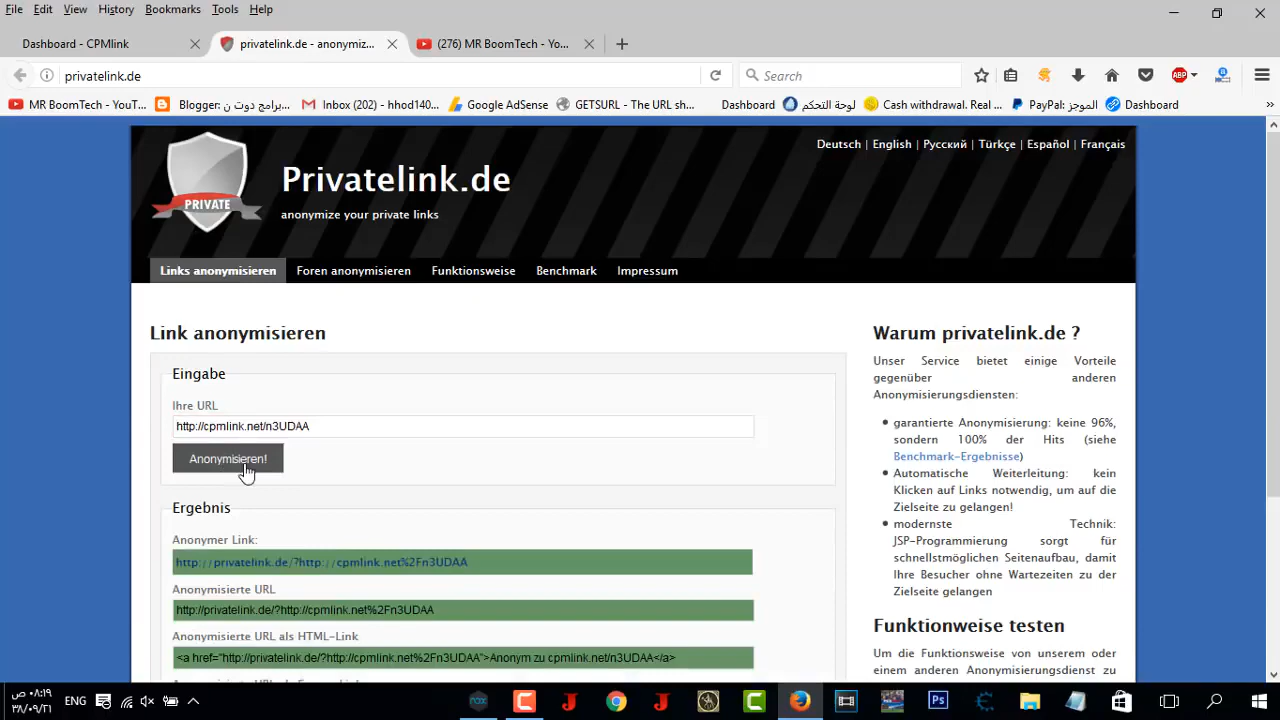 File Edit View History Bookmarks Tools Help
Dashboard - CPMlink
privatelink.de - anonymiz...
(276) MR BoomTech - Yo...
privatelink.de
Search
ABP
MR BoomTech - YouT...
Blogger: برامج دوت ن...
Inbox (202) - hhod140...
Google AdSense
GETSURL - The URL sh...
Dashboard
لوحة التحكم
Cash withdrawal. Real ...
PayPal: الموجز
Dashboard
Deutsch | English | Русский | Türkçe | Español | Français
PRIVATE
Privatelink.de
anonymize your private links
Links anonymisieren
Foren anonymisieren
Funktionsweise
Benchmark
Impressum
Link anonymisieren
Eingabe
Ihre URL
http://cpmlink.net/n3UDAA
Anonymisieren!
Ergebnis
Anonymer Link:
http://privatelink.de/?http://cpmlink.net%2Fn3UDAA
Anonymisierte URL
http://privatelink.de/?http://cpmlink.net%2Fn3UDAA
Anonymisierte URL als HTML-Link
<a href="http://privatelink.de/?http://cpmlink.net%2Fn3UDAA">Anonym zu cpmlink.net/n3UDAA</a>
Warum privatelink.de ?
Unser Service bietet einige Vorteile
gegenüber anderen
Anonymisierungsdiensten:
garantierte Anonymisierung: keine 96%,
sondern 100% der Hits (siehe
Benchmark-Ergebnisse)
Automatische Weiterleitung: kein
Klicken auf Links notwendig, um auf die
Zielseite zu gelangen!
modernste Technik:
JSP-Programmierung sorgt für
schnellstmöglichen Seitenaufbau, damit
Ihre Besucher ohne Wartezeiten zu der
Zielseite gelangen
Funktionweise testen
Um die Funktionsweise von unserem oder
einem anderen Anonymisierungsdienst zu
ص ٠٨:١٩
٣٨/٠٩/٢١
ENG
Ps